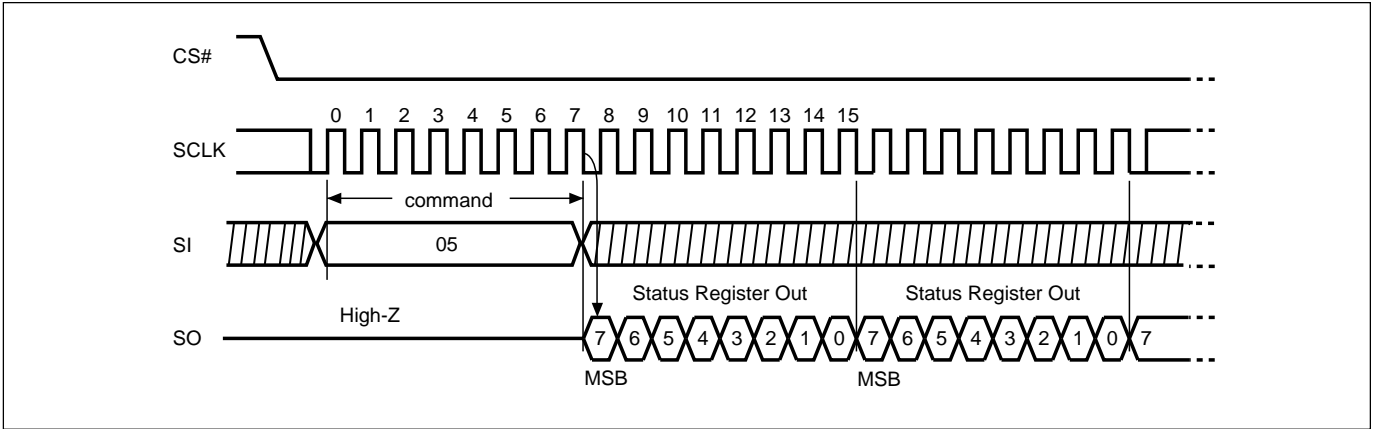 CS#
0 1 2 3 4 5 6 7 8 9 10 11 12 13 14 15
SCLK
command
SI
05
Status Register Out Status Register Out
High-Z
SO
7 6 5 4 3 2 1 0 7 6 5 4 3 2 1 0 7
MSB MSB